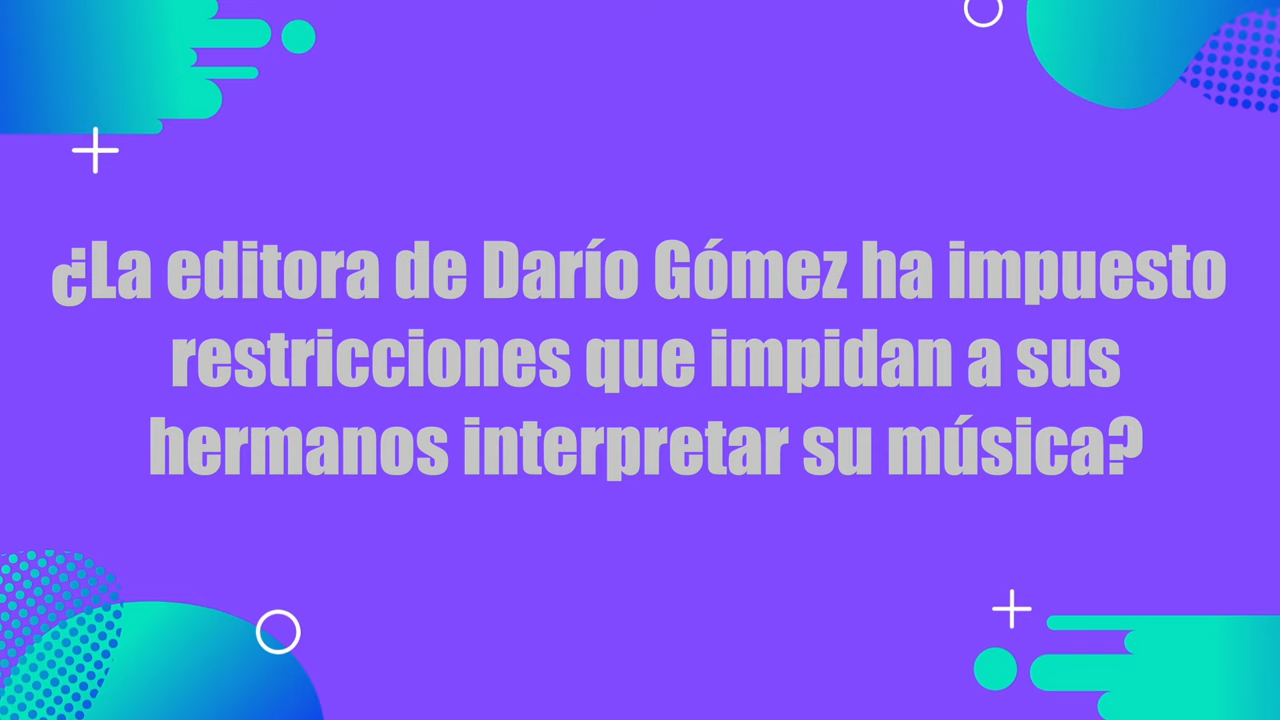 ¿La editora de Darío Gómez ha impuesto
restricciones que impidan a sus
hermanos interpretar su música?